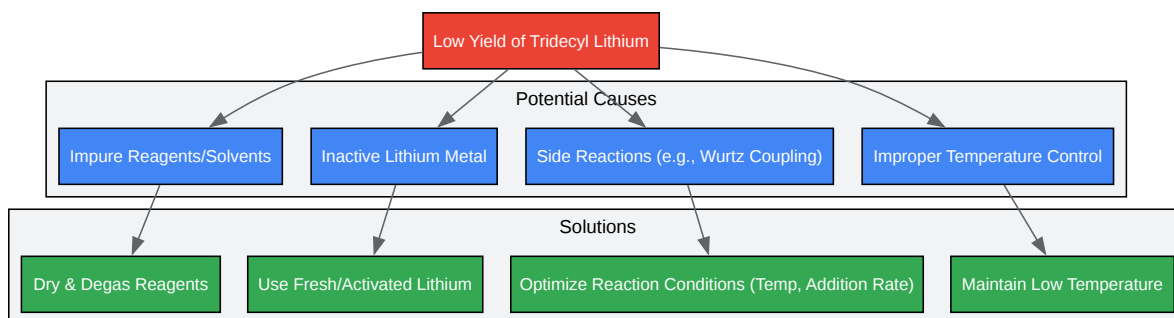 Low Yield of Tridecyl Lithium
Potential Causes
Impure Reagents/Solvents
Inactive Lithium Metal
Side Reactions (e.g., Wurtz Coupling)
Improper Temperature Control
Solutions
Dry & Degas Reagents
Use Fresh/Activated Lithium
Optimize Reaction Conditions (Temp, Addition Rate)
Maintain Low Temperature